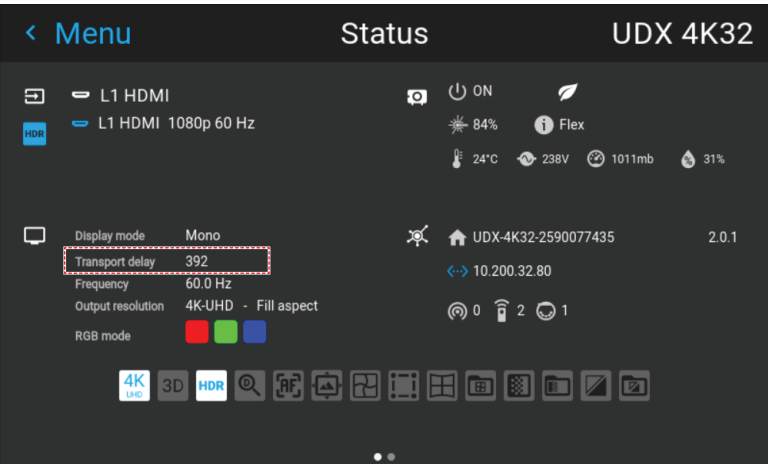 Menu
Status
UDX 4K32
L1 HDMI
HDR
L1 HDMI 1080p 60 Hz
ON
84%
Flex
24°C
238V
1011mb
31%
Display mode Mono
Transport delay 392
Frequency 60.0 Hz
Output resolution 4K-UHD - Fill aspect
RGB mode
UDX-4K32-2590077435
2.0.1
10.200.32.80
0
2
1
4K
UHD
3D
HDR
D
AF